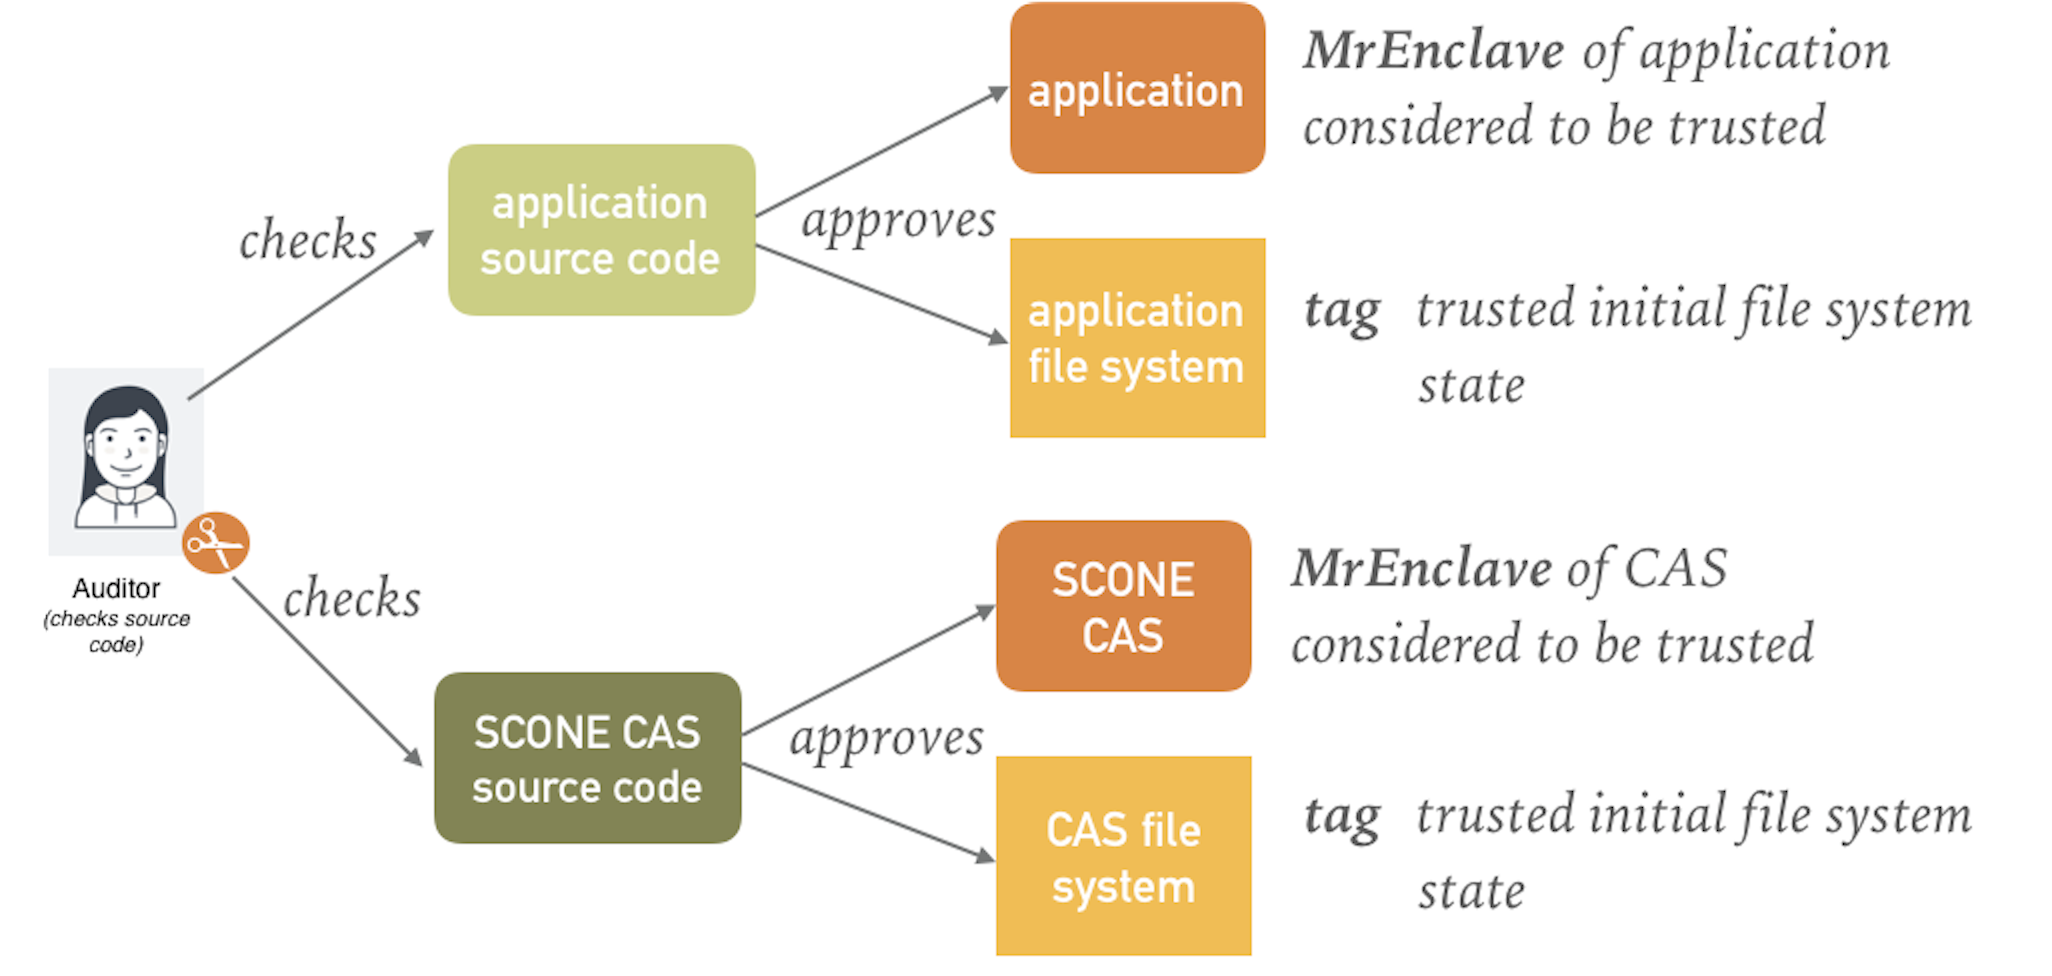 application
MrEnclave of application
considered to be trusted
application
source code
checks
approves
application
file system
tag trusted initial file system
state
Auditor
(checks source
code)
checks
SCONE
CAS
MrEnclave of CAS
considered to be trusted
SCONE CAS
source code
approves
CAS file
system
tag trusted initial file system
state